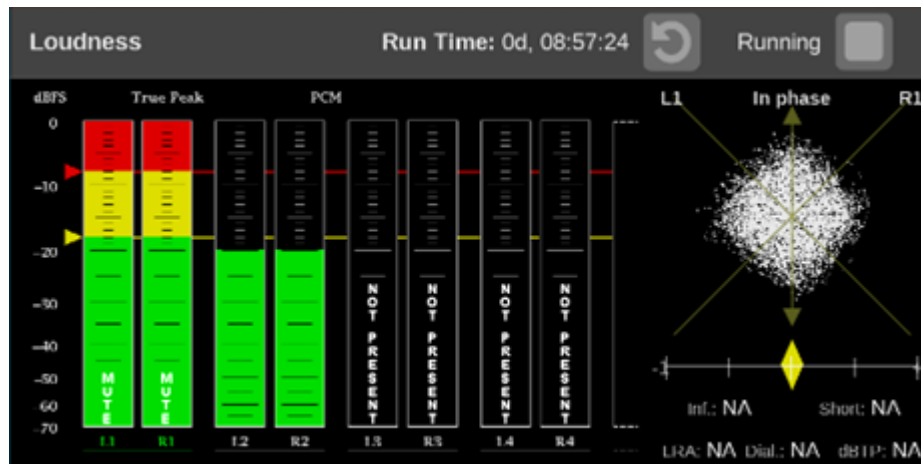 Loudness Run Time: 0d, 08:57:24 Running
dBFS True Peak PCM L1 In phase R1
0
-10
-20
-30
-40
-50
-60
-70
MUTE
MUTE
NOT PRESENT
NOT PRESENT
NOT PRESENT
NOT PRESENT
L1 R1 L2 R2 L3 R3 L4 R4
-1
Inf.: NA Short: NA
LRA: NA Dial.: NA dBTP: NA